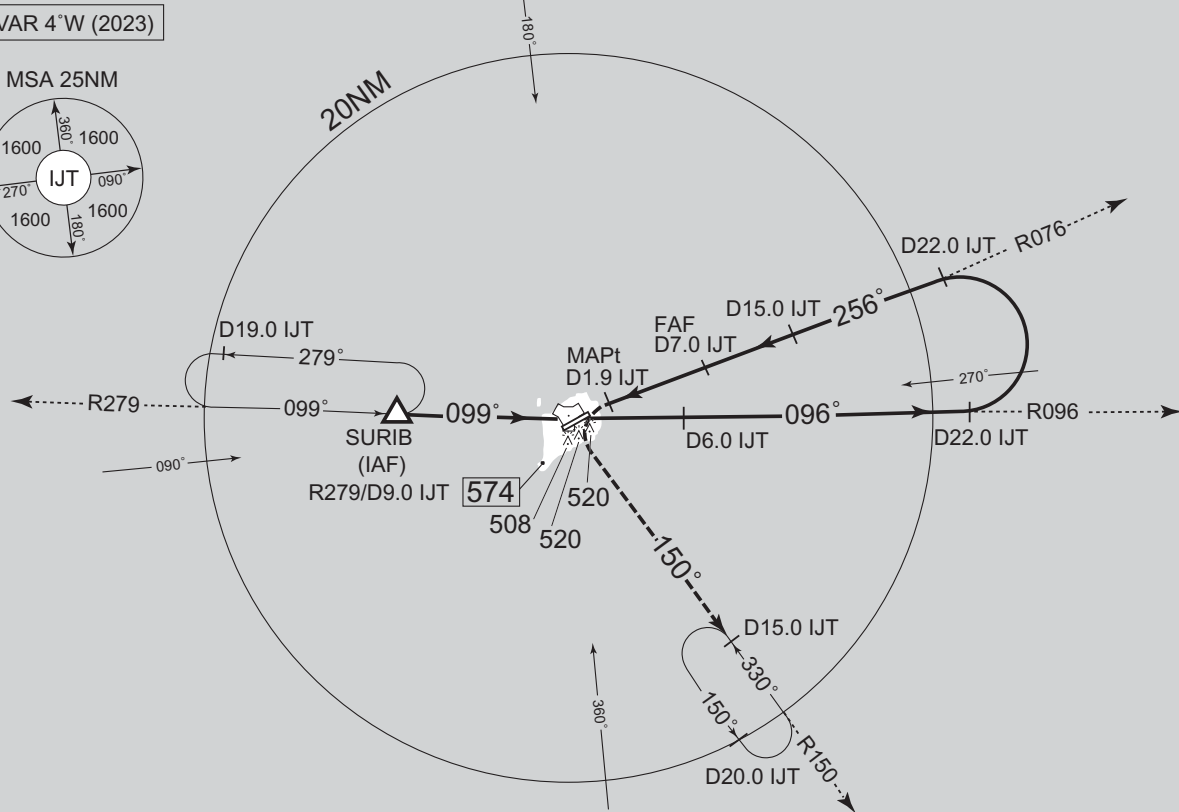 VAR 4°W (2023)
MSA 25NM
360°
1600
1600
IJT
270°
090°
1600
1600
180°
180°
20NM
D22.0 IJT
R076
D15.0 IJT
256°
FAF
D7.0 IJT
MAPt
D1.9 IJT
D19.0 IJT
279°
R279
099°
099°
270°
096°
R096
SURIB
(IAF)
R279/D9.0 IJT
D6.0 IJT
D22.0 IJT
090°
574
508
520
520
150°
D15.0 IJT
330°
150°
360°
R150
D20.0 IJT